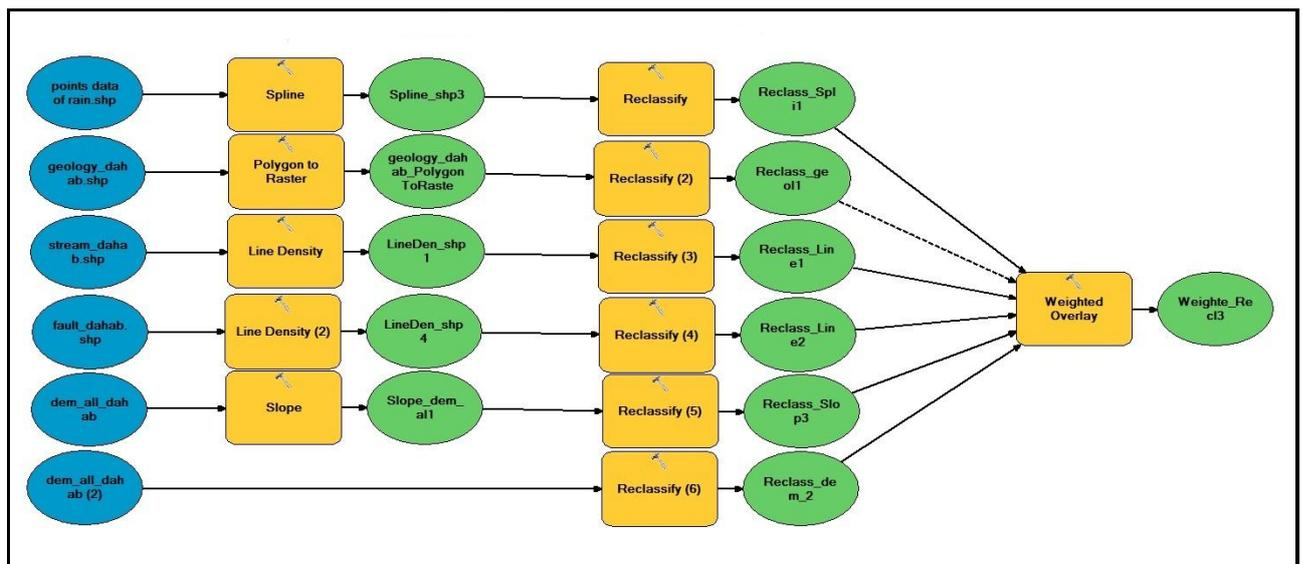 points data
of rain.shp
Spline
Spline_shp3
Reclassify
Reclass_Spl
i1
geology_dah
ab.shp
Polygon to
Raster
geology_dah
ab_Polygon
ToRaste
Reclassify (2)
Reclass_ge
ol1
stream_daha
b.shp
Line Density
LineDen_shp
1
Reclassify (3)
Reclass_Lin
e1
fault_dahab.
shp
Line Density (2)
LineDen_shp
4
Reclassify (4)
Reclass_Lin
e2
dem_all_dah
ab
Slope
Slope_dem_
al1
Reclassify (5)
Reclass_Slo
p3
dem_all_dah
ab (2)
Reclassify (6)
Reclass_de
m_2
Weighted
Overlay
Weighte_Re
cl3